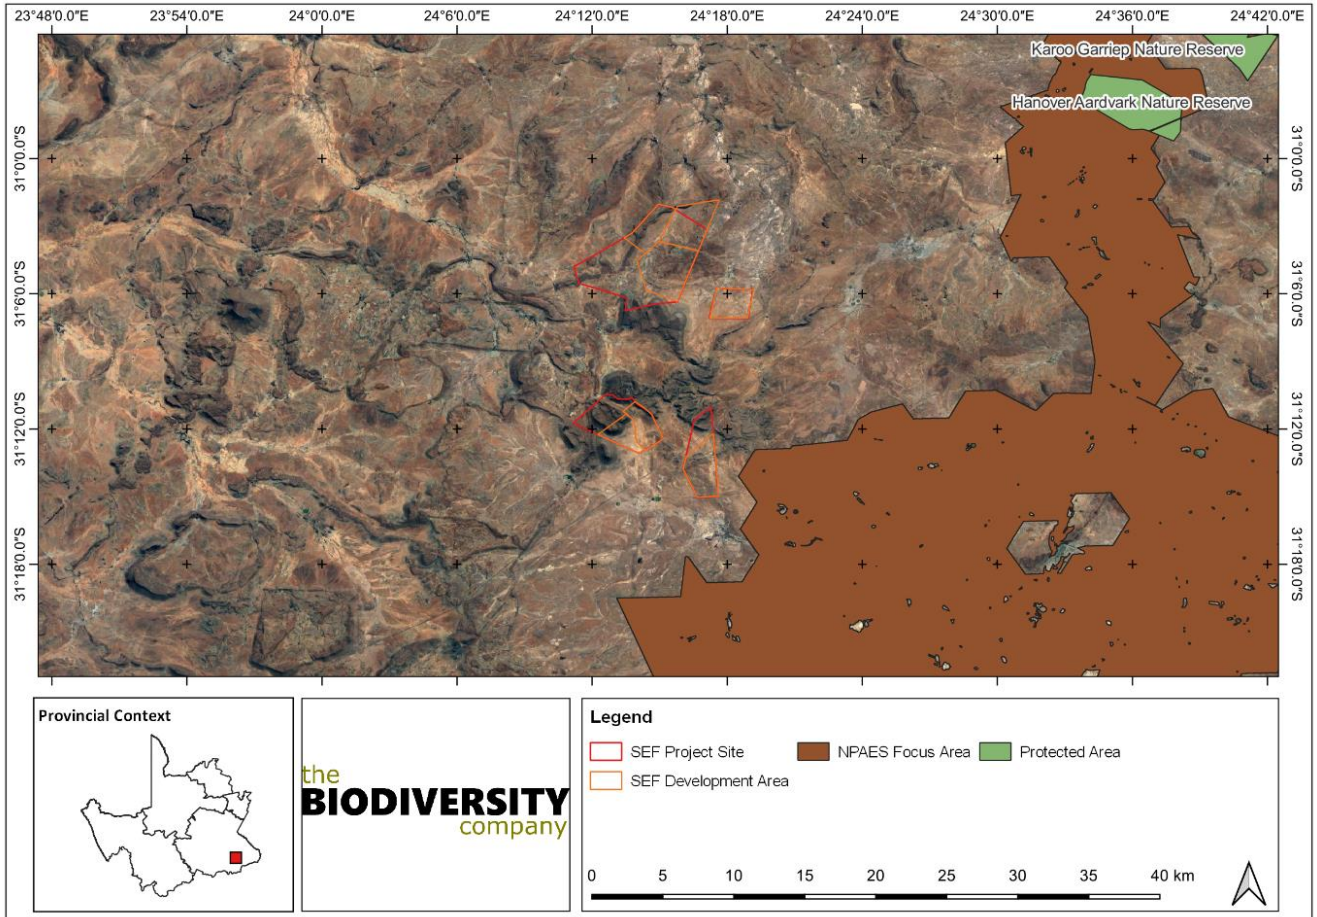 23°48'0.0"E 23°54'0.0"E 24°0'0.0"E 24°6'0.0"E 24°12'0.0"E 24°18'0.0"E 24°24'0.0"E 24°30'0.0"E 24°36'0.0"E 24°42'0.0"E
Karoo Garriep Nature Reserve
Hanover Aardvark Nature Reserve
31°0'0.0"S 31°0'0.0"S
31°6'0.0"S 31°6'0.0"S
31°12'0.0"S 31°12'0.0"S
31°18'0.0"S 31°18'0.0"S
Provincial Context
the
BIODIVERSITY
company
Legend
SEF Project Site NPAES Focus Area Protected Area
SEF Development Area
0 5 10 15 20 25 30 35 40 km